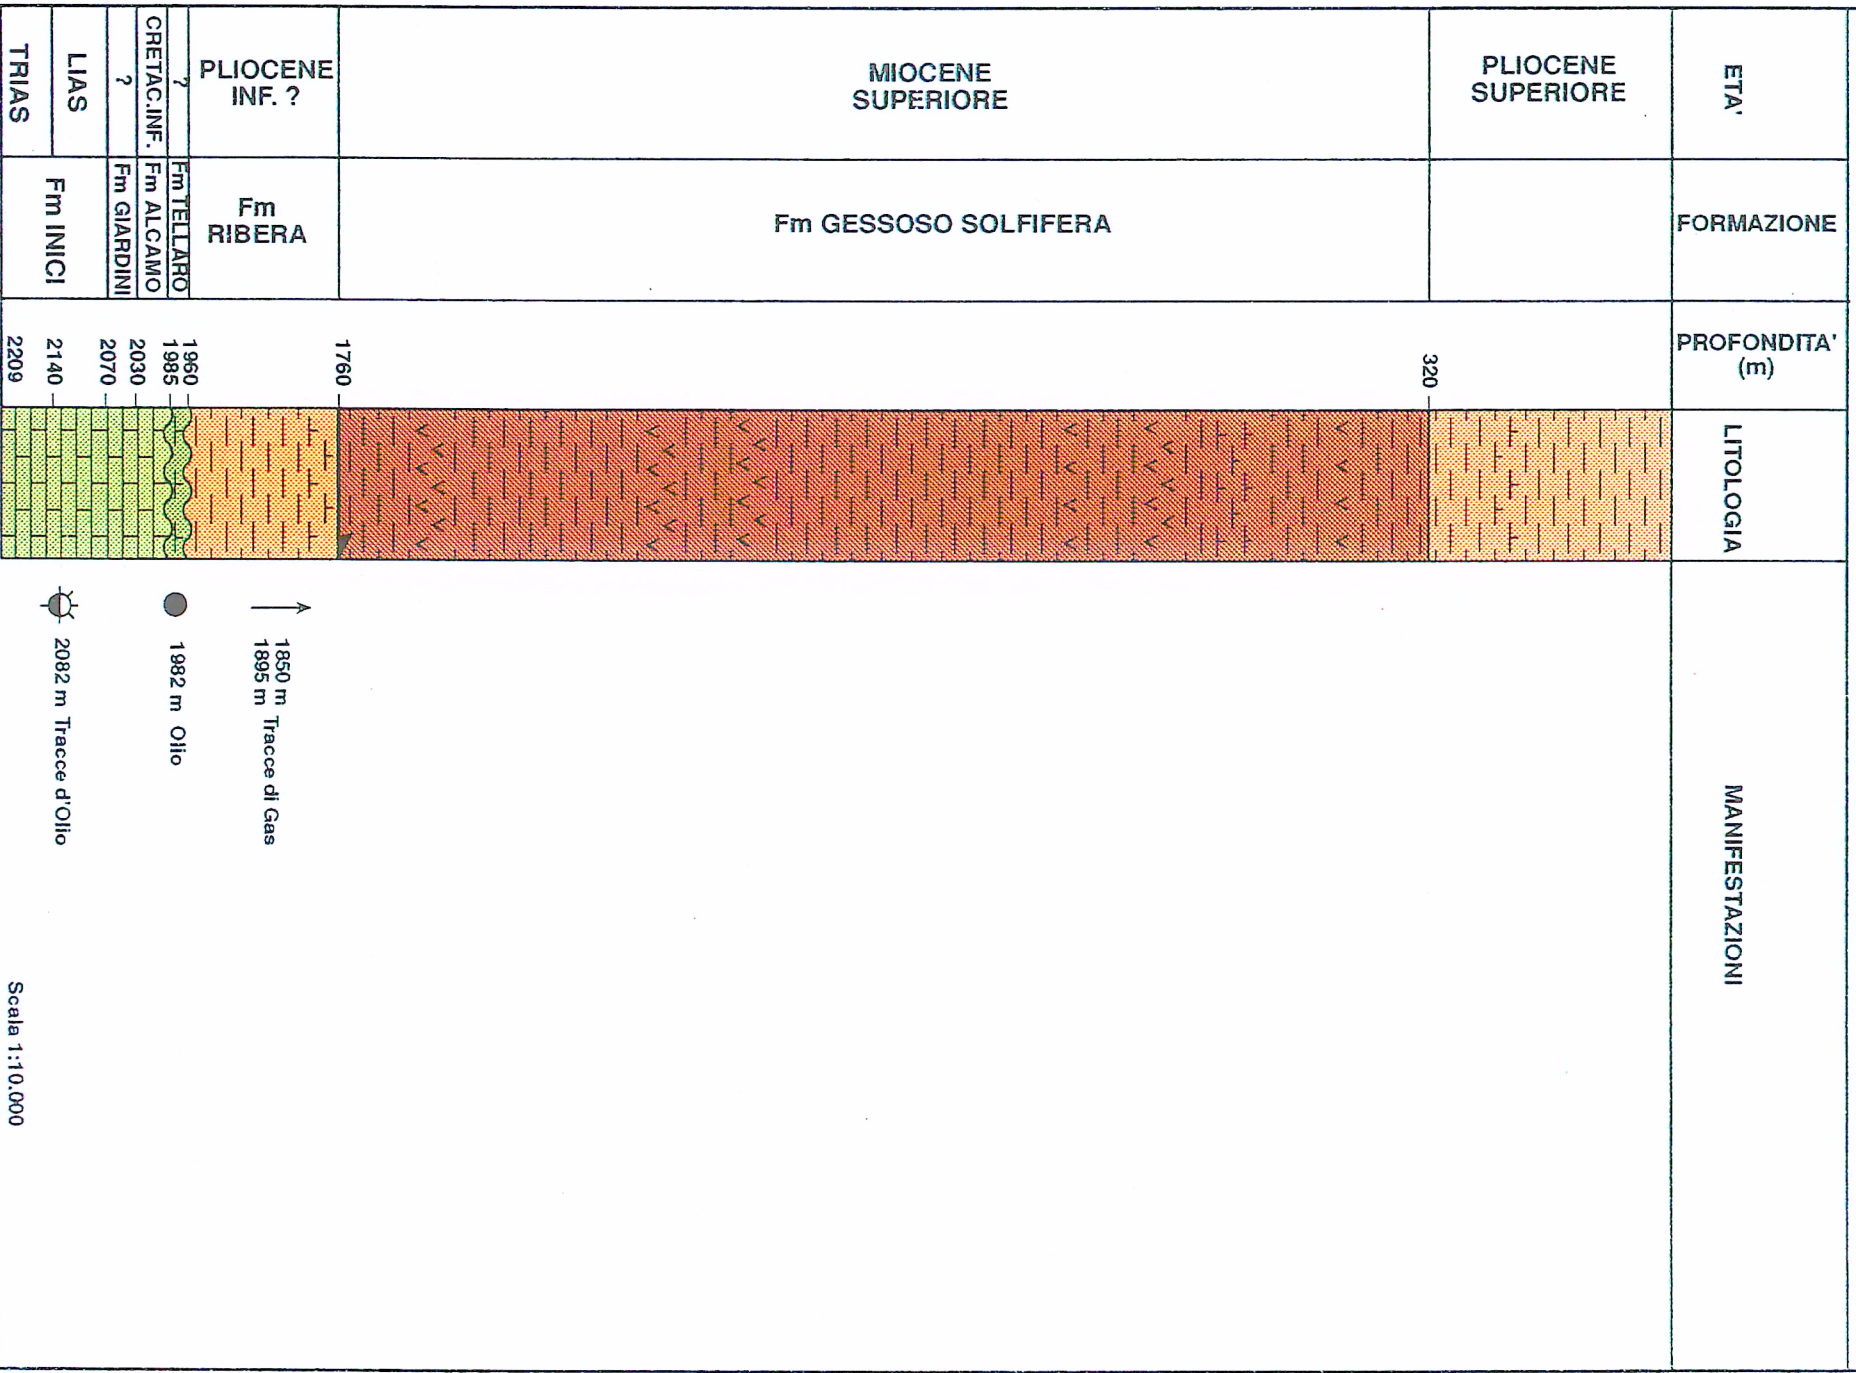 ETA'
FORMAZIONE
PROFONDITA'
(m)
LITOLOGIA
MANIFESTAZIONI
PLIOCENE
SUPERIORE
320
MIOCENE
SUPERIORE
Fm GESSOSO SOLFIFERA
1760
PLIOCENE
INF. ?
Fm
RIBERA
1960
1850 m
1895 m
Tracce di Gas
?
Fm TELLARO
1985
1982 m Olio
CRETAC.INF.
Fm ALCAMO
2030
?
Fm GIARDINI
2070
LIAS
Fm INICI
2140
2082 m Tracce d'Olio
TRIAS
2209
Scala 1:10.000